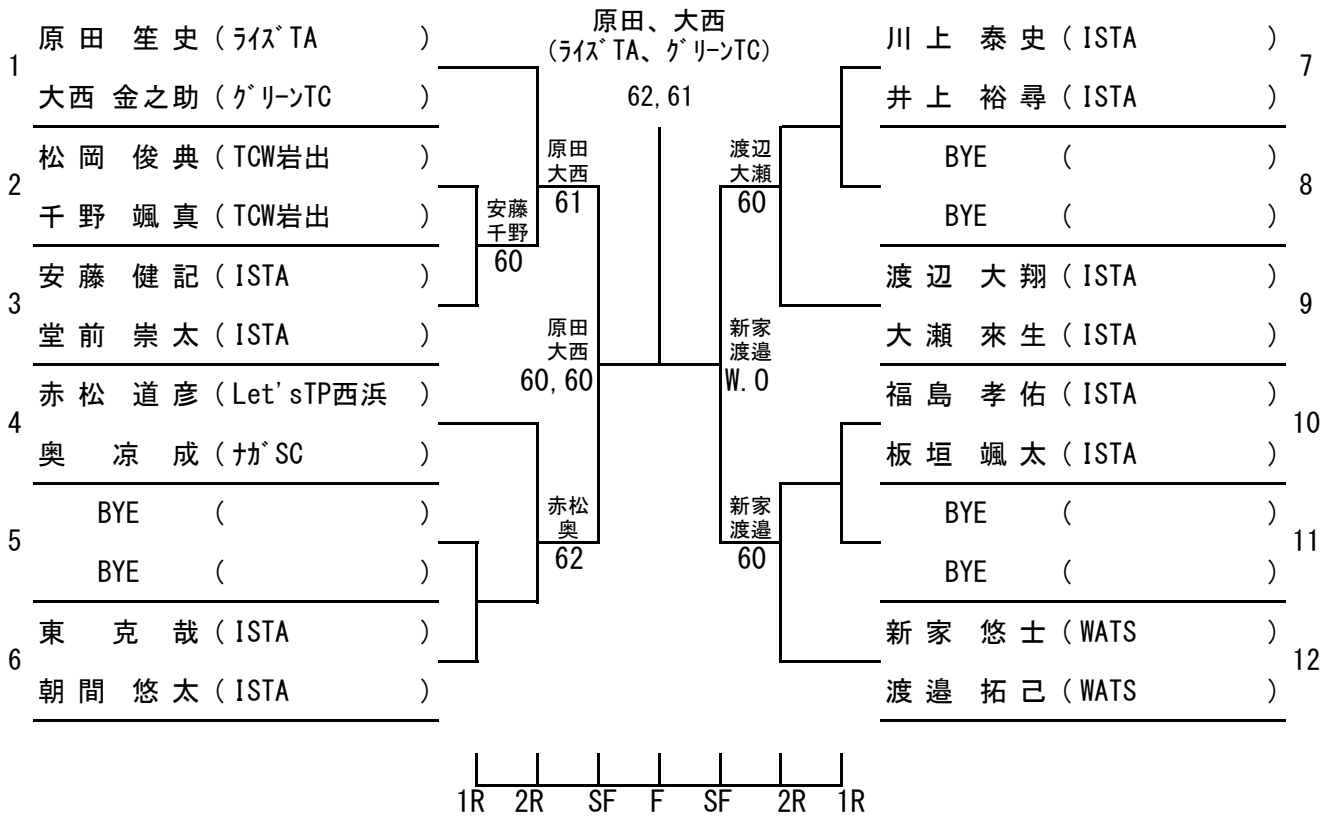 原田、大西
(ﾗｲｽﾞTA、ｸﾞﾘｰﾝTC)
62,61
1
原田 笙史(ﾗｲｽﾞTA )
大西 金之助(ｸﾞﾘｰﾝTC )
2
松岡 俊典(TCW岩出 )
千野 颯真(TCW岩出 )
3
安藤 健記(ISTA )
堂前 崇太(ISTA )
4
赤松 道彦(Let'sTP西浜 )
奥 凉成(ﾅｶﾞSC )
5
BYE ( )
BYE ( )
6
東 克哉(ISTA )
朝間 悠太(ISTA )
安藤
千野
60
原田
大西
61
原田
大西
60,60
赤松
奥
62
渡辺
大瀬
60
新家
渡邉
W.O
新家
渡邉
60
川上 泰史(ISTA )
井上 裕尋(ISTA )
7
BYE ( )
BYE ( )
8
渡辺 大翔(ISTA )
大瀬 來生(ISTA )
9
福島 孝佑(ISTA )
板垣 颯太(ISTA )
10
BYE ( )
BYE ( )
11
新家 悠士(WATS )
渡邉 拓己(WATS )
12
1R 2R SF F SF 2R 1R